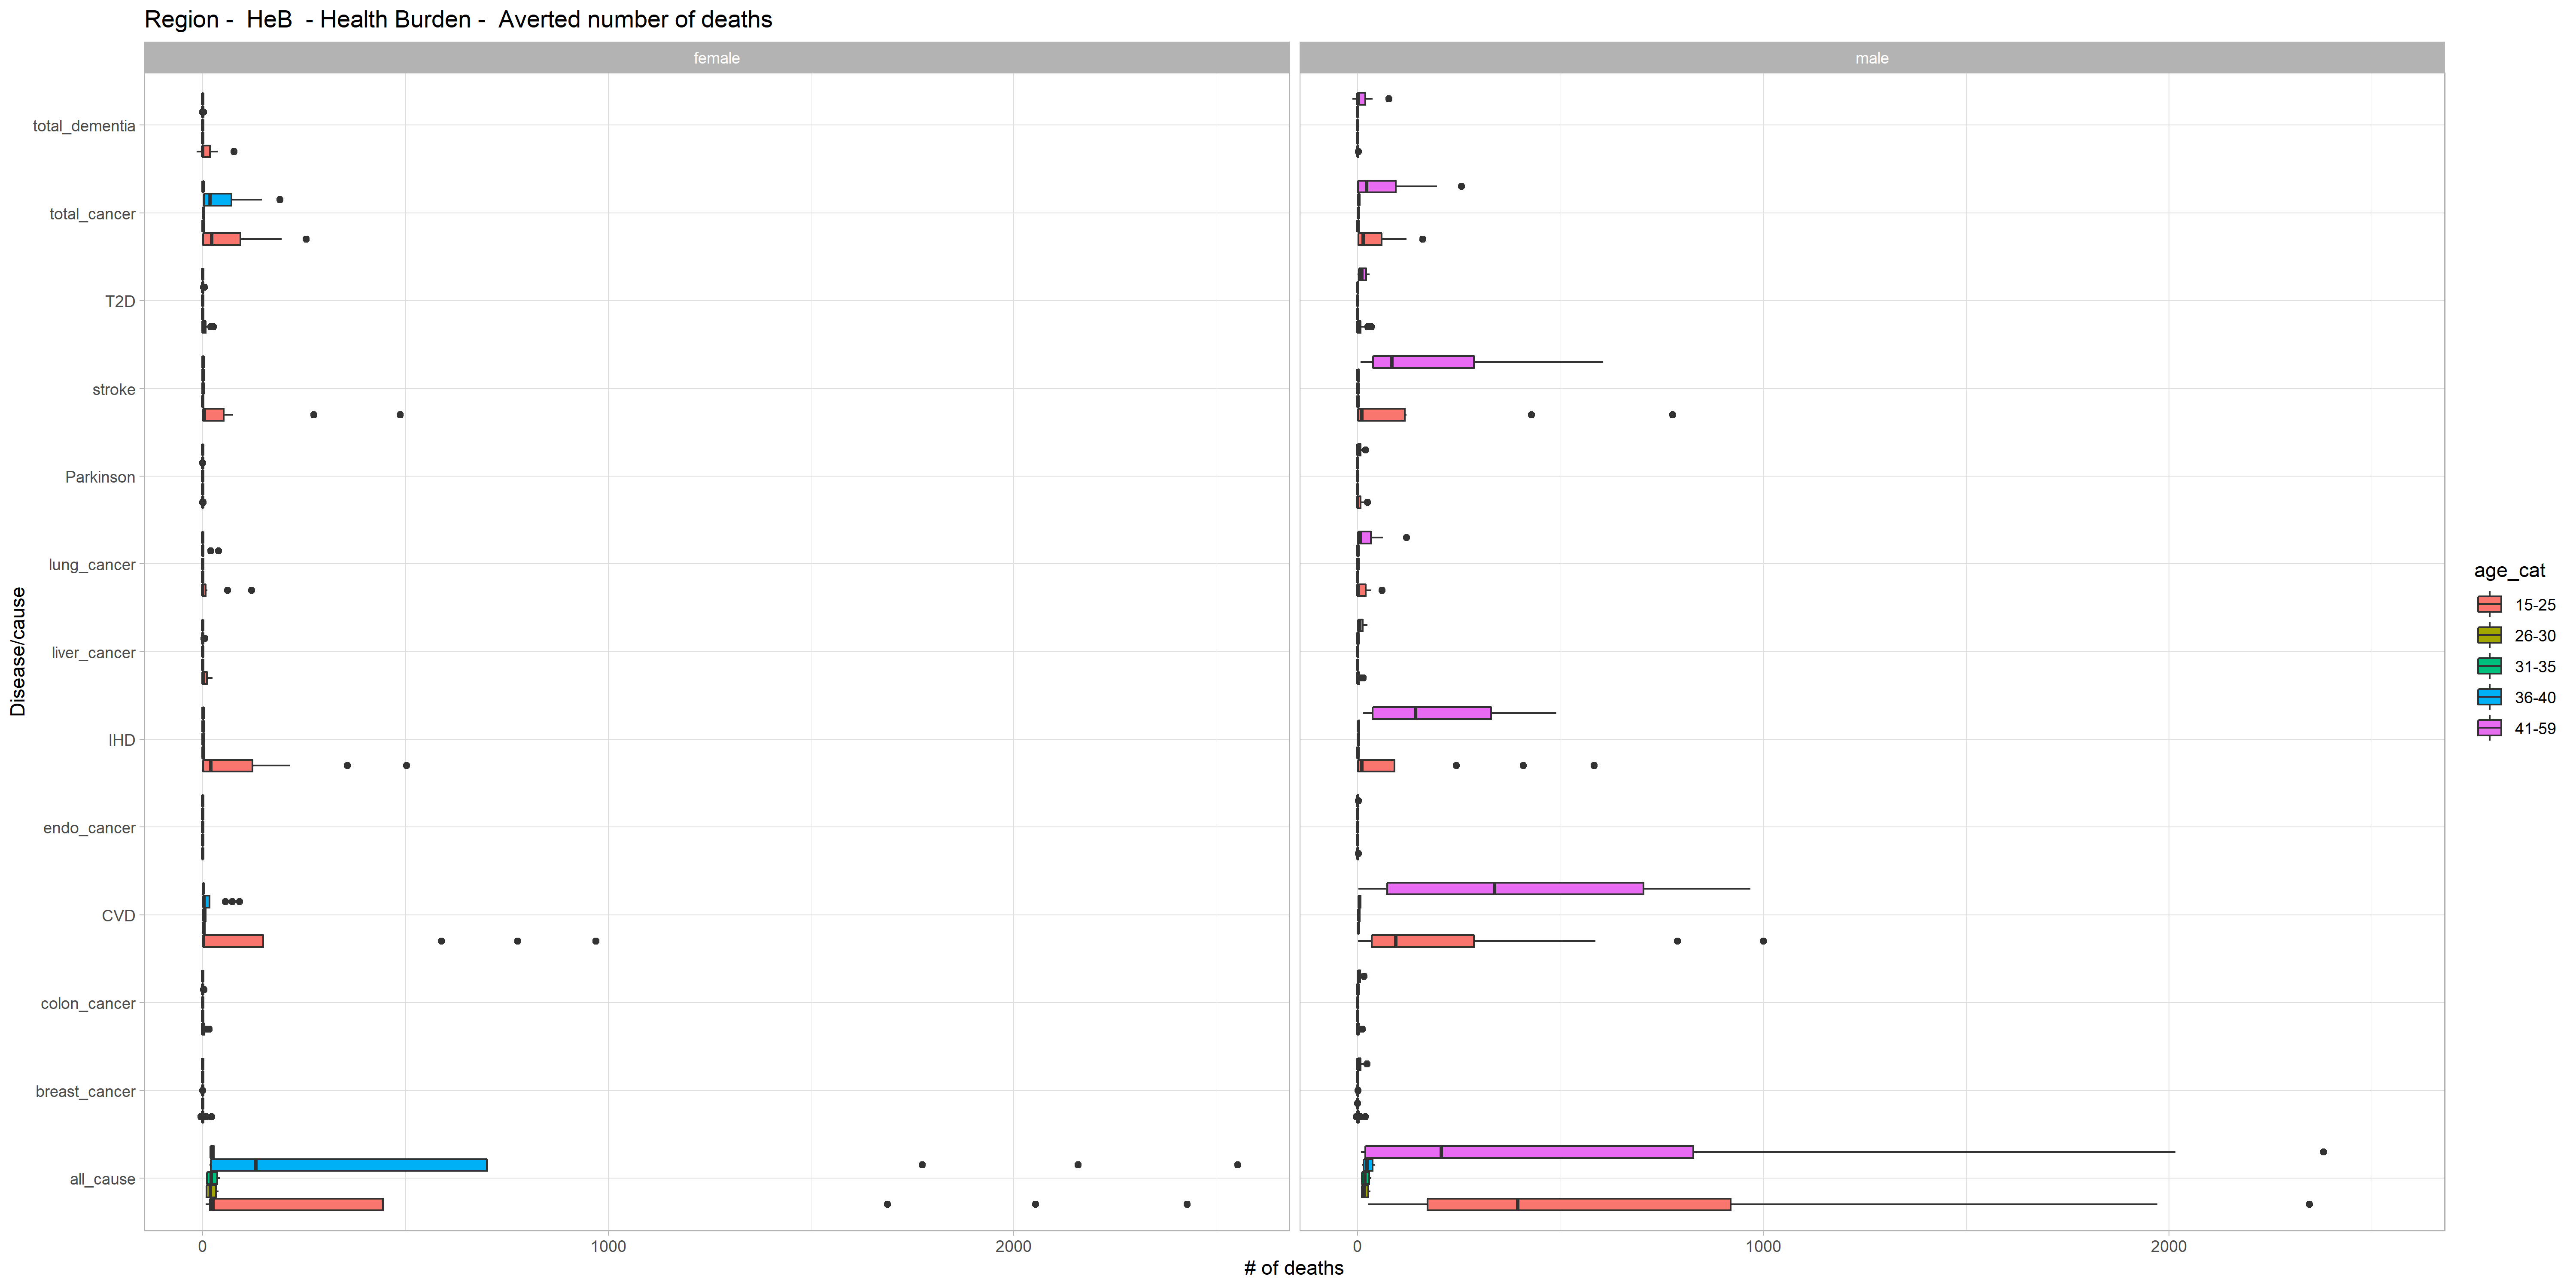 Region -  HeB  - Health Burden -  Averted number of deaths
female
male
total_dementia
total_cancer
T2D
stroke
Parkinson
lung_cancer
liver_cancer
IHD
endo_cancer
CVD
colon_cancer
breast_cancer
all_cause
Disease/cause
0
1000
2000
0
1000
2000
# of deaths
age_cat
15-25
26-30
31-35
36-40
41-59